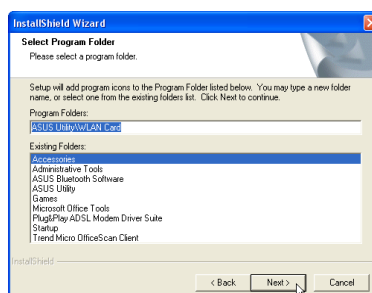 InstallShield Wizard
Select Program Folder
Please select a program folder.
Setup will add program icons to the Program Folder listed below. You may type a new folder
name, or select one from the existing folders list. Click Next to continue.
Program Folders:
ASUS Utility\WLAN Card
Existing Folders:
Accessories
Administrative Tools
ASUS Bluetooth Software
ASUS Utility
Games
Microsoft Office Tools
Plug&Play ADSL Modem Driver Suite
Startup
Trend Micro OfficeScan Client
InstallShield
< Back Next > Cancel